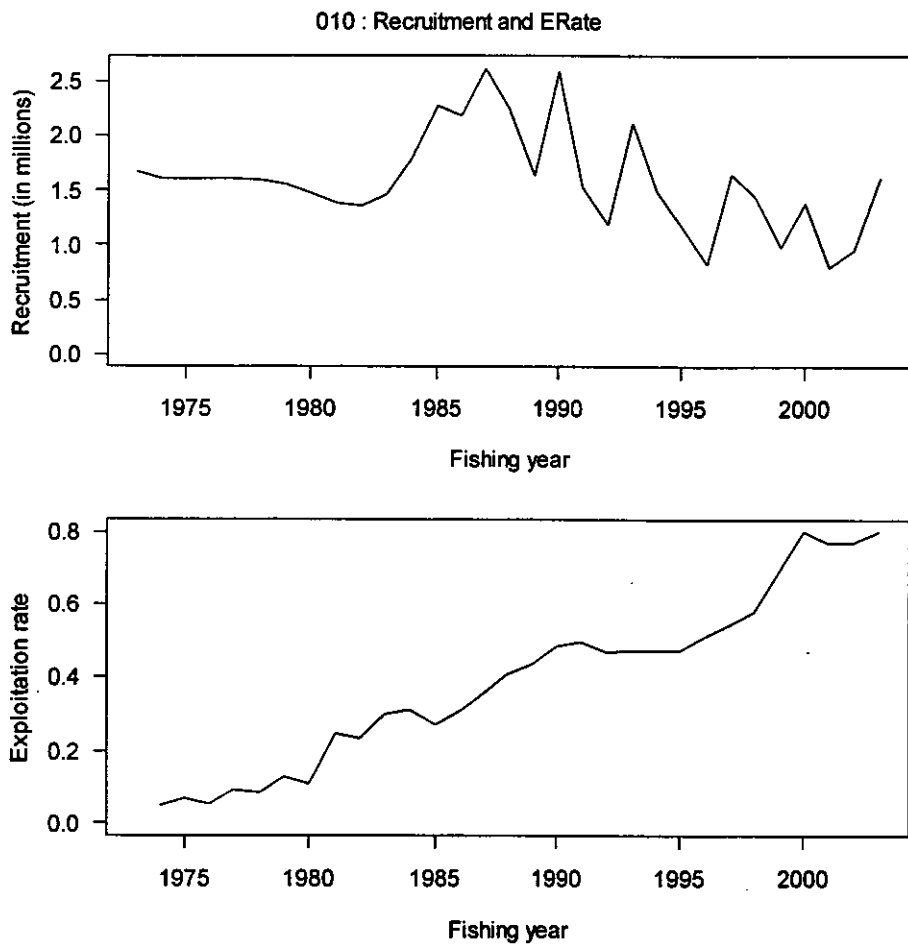 010 : Recruitment and ERate
Recruitment (in millions)
2.5
2.0
1.5
1.0
0.5
0.0
1975 1980 1985 1990 1995 2000
Fishing year
Exploitation rate
0.8
0.6
0.4
0.2
0.0
1975 1980 1985 1990 1995 2000
Fishing year